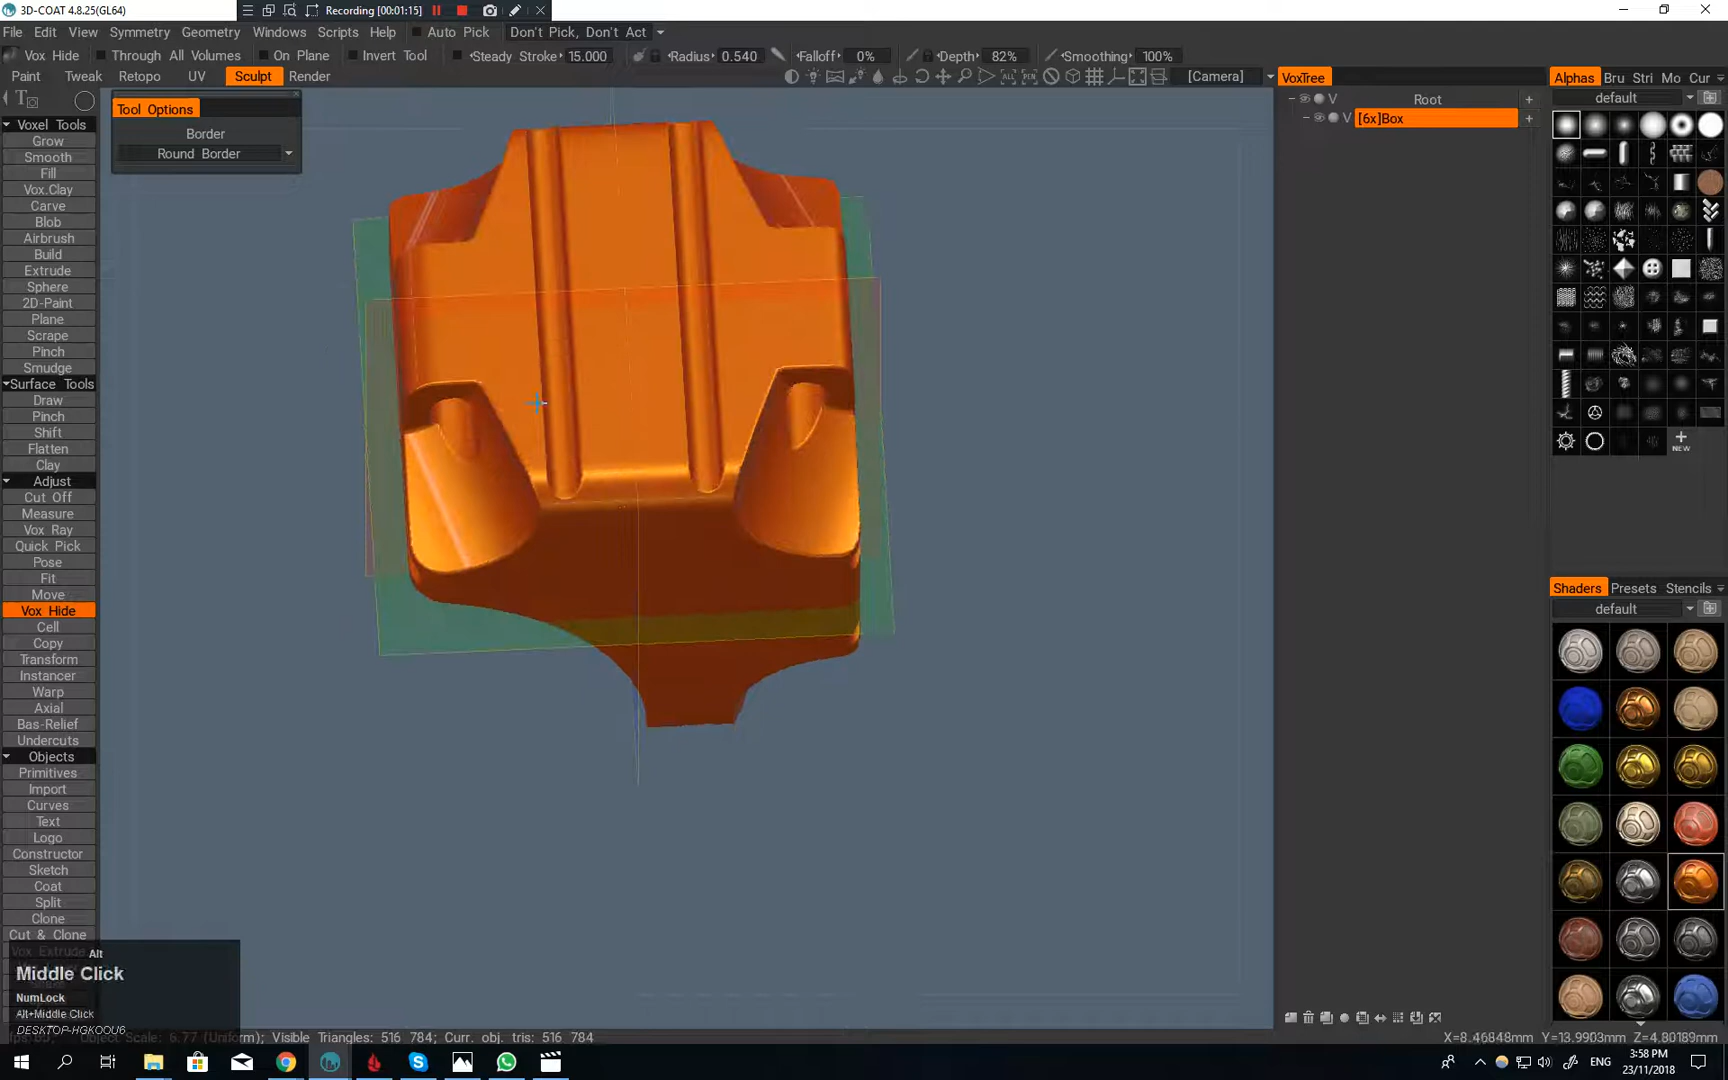 3D-COAT 4.8.25(GL64)
Recording [00:01:15]
File Edit View Symmetry Geometry Windows Scripts Help Auto Pick Don't Pick, Don't Act
Vox Hide Through All Volumes On Plane Invert Tool Steady Stroke 15.000 Radius 0.540 Falloff 0% Depth 82% Smoothing 100%
Paint Tweak Retopo UV Sculpt Render [Camera]
VoxTree
Root
V
[6x]Box
V
Alphas Bru Stri Mo Cur
default
NEW
Tool Options
Border
Round Border
Voxel Tools
Grow
Smooth
Fill
Vox.Clay
Carve
Blob
Airbrush
Build
Extrude
Sphere
2D-Paint
Plane
Scrape
Pinch
Smudge
Surface Tools
Draw
Pinch
Shift
Flatten
Clay
Adjust
Cut Off
Measure
Vox Ray
Quick Pick
Pose
Fit
Move
Vox Hide
Cell
Copy
Transform
Instancer
Warp
Axial
Bas-Relief
Undercuts
Objects
Primitives
Import
Curves
Text
Logo
Constructor
Sketch
Coat
Split
Clone
Cut & Clone
Vox Extrude
Shaders Presets Stencils
default
Alt
Middle Click
NumLock
Alt+Middle Click
DESKTOP-HGKOOU6
Object Scale: 6.77 (Uniform); Visible Triangles: 516 784; Curr. obj. tris: 516 784
X=8.46848mm Y=13.9903mm Z=4.80189mm
ENG
3:58 PM
23/11/2018